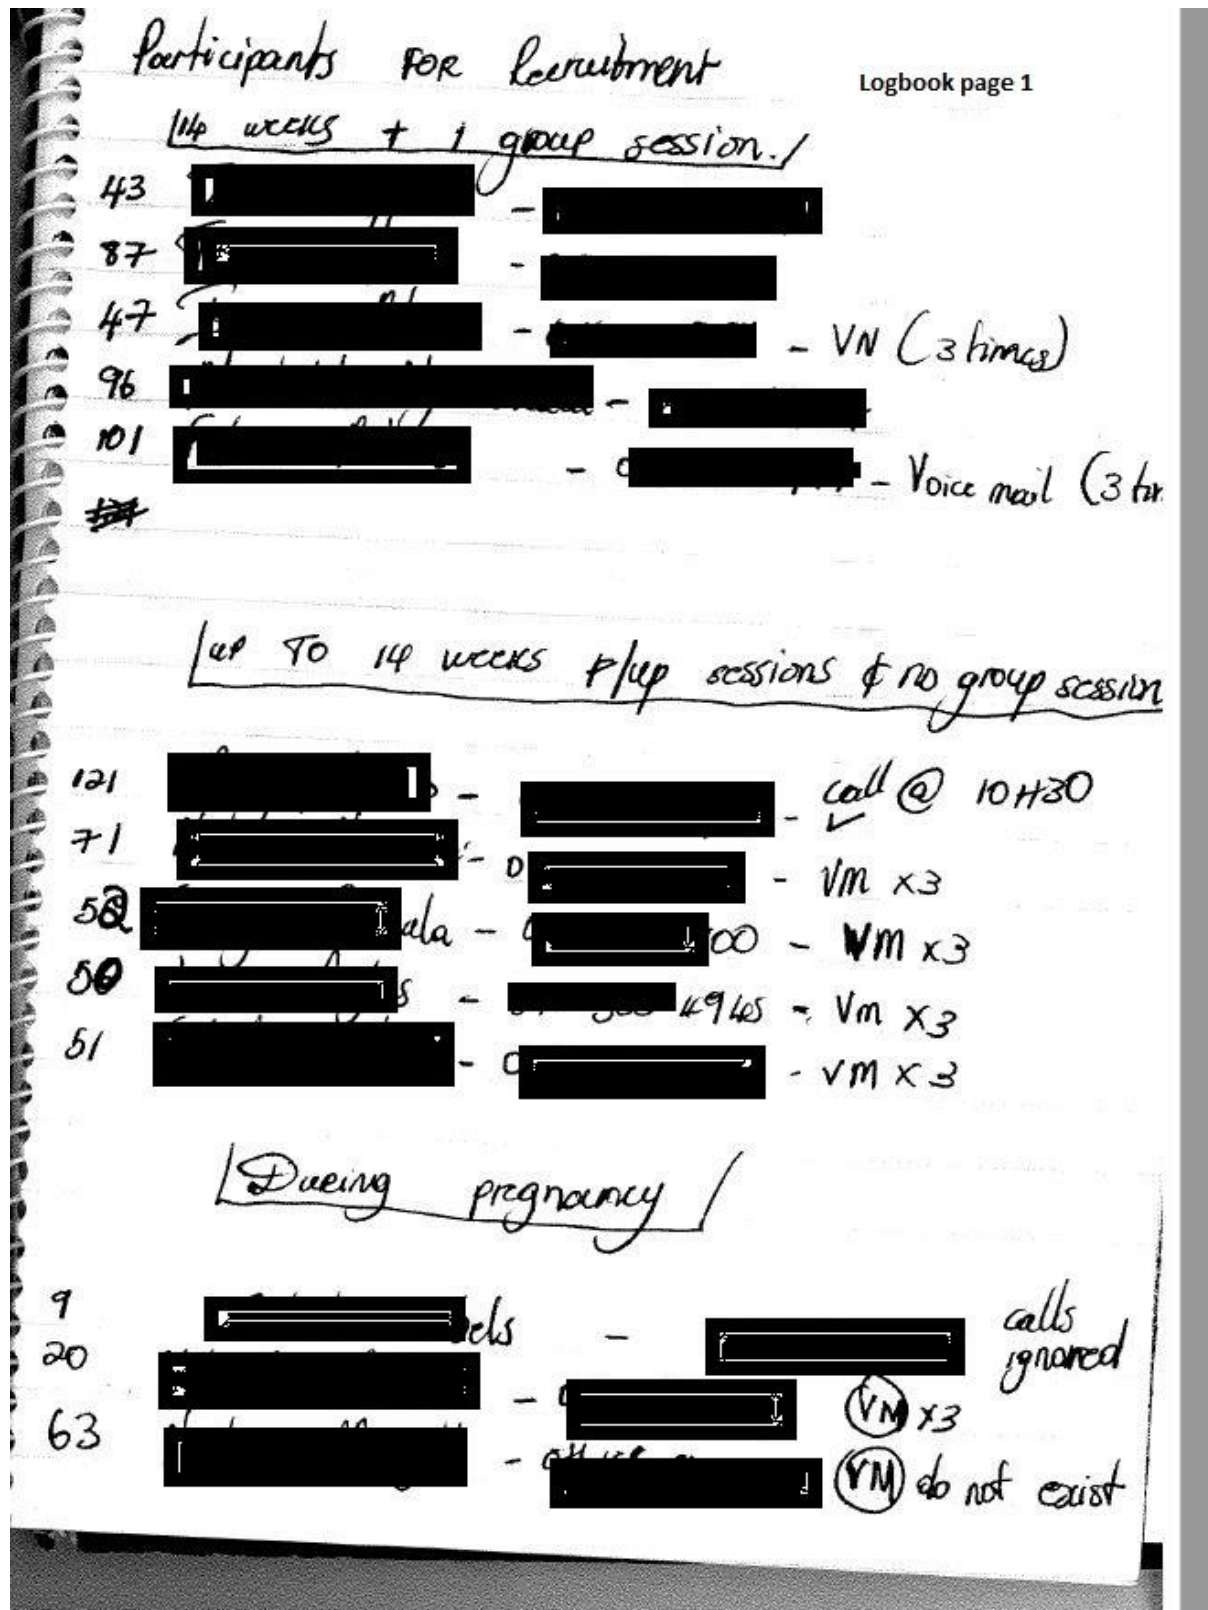 Participants FOR Recruitment
Logbook page 1
14 weeks + 1 group session.
43 -
87 -
47 - - VN (3 times)
96 -
101 - - Voice mail (3
up TO 14 weeks sessions & no group session
121 - - call @ 10H30
71 - - VM x3
52 - - VM x3
50 - - Vm x3
51 - - VM x3
During pregnancy
9 - calls
ignored
20 - VM x3
63 - VM do not exist